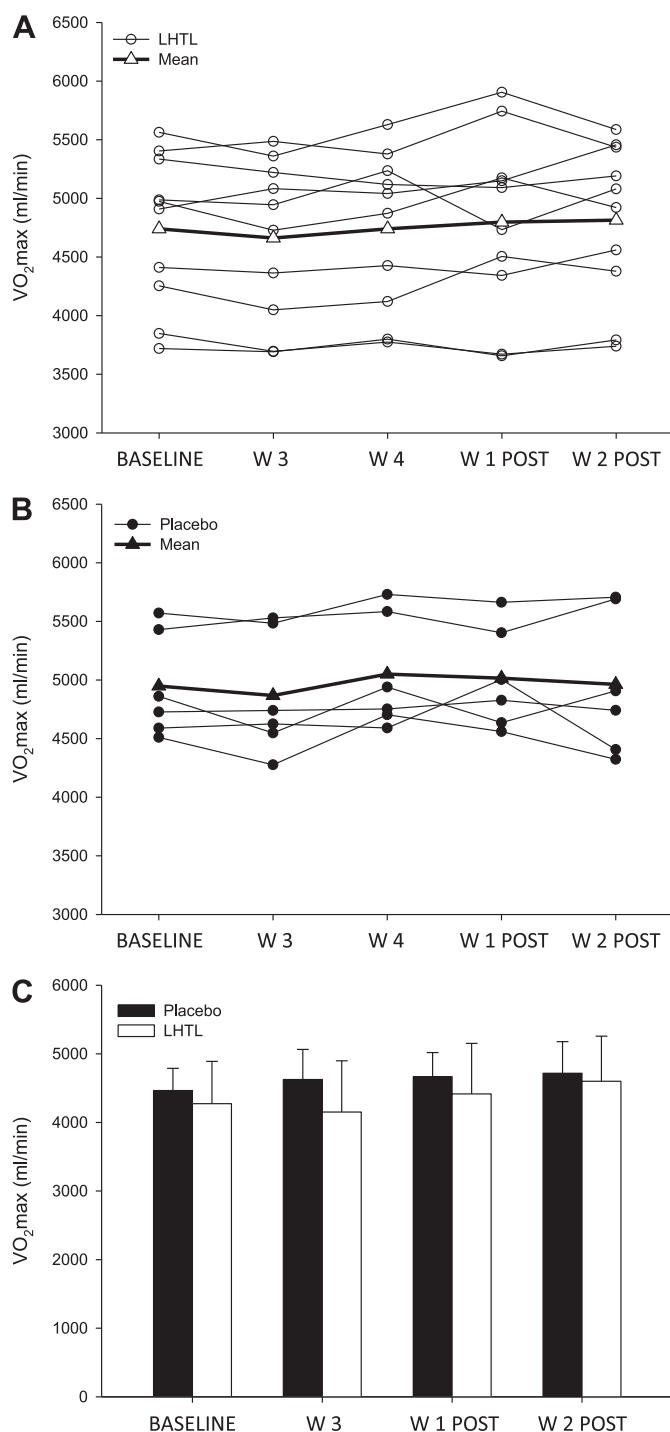 A
LHTL
Mean
6500
6000
5500
5000
4500
4000
3500
3000
VO2max (ml/min)
BASELINE W 3 W 4 W 1 POST W 2 POST
B
Placebo
Mean
6500
6000
5500
5000
4500
4000
3500
3000
VO2max (ml/min)
BASELINE W 3 W 4 W 1 POST W 2 POST
C
Placebo
LHTL
6000
5000
4000
3000
2000
1000
0
VO2max (ml/min)
BASELINE W 3 W 1 POST W 2 POST